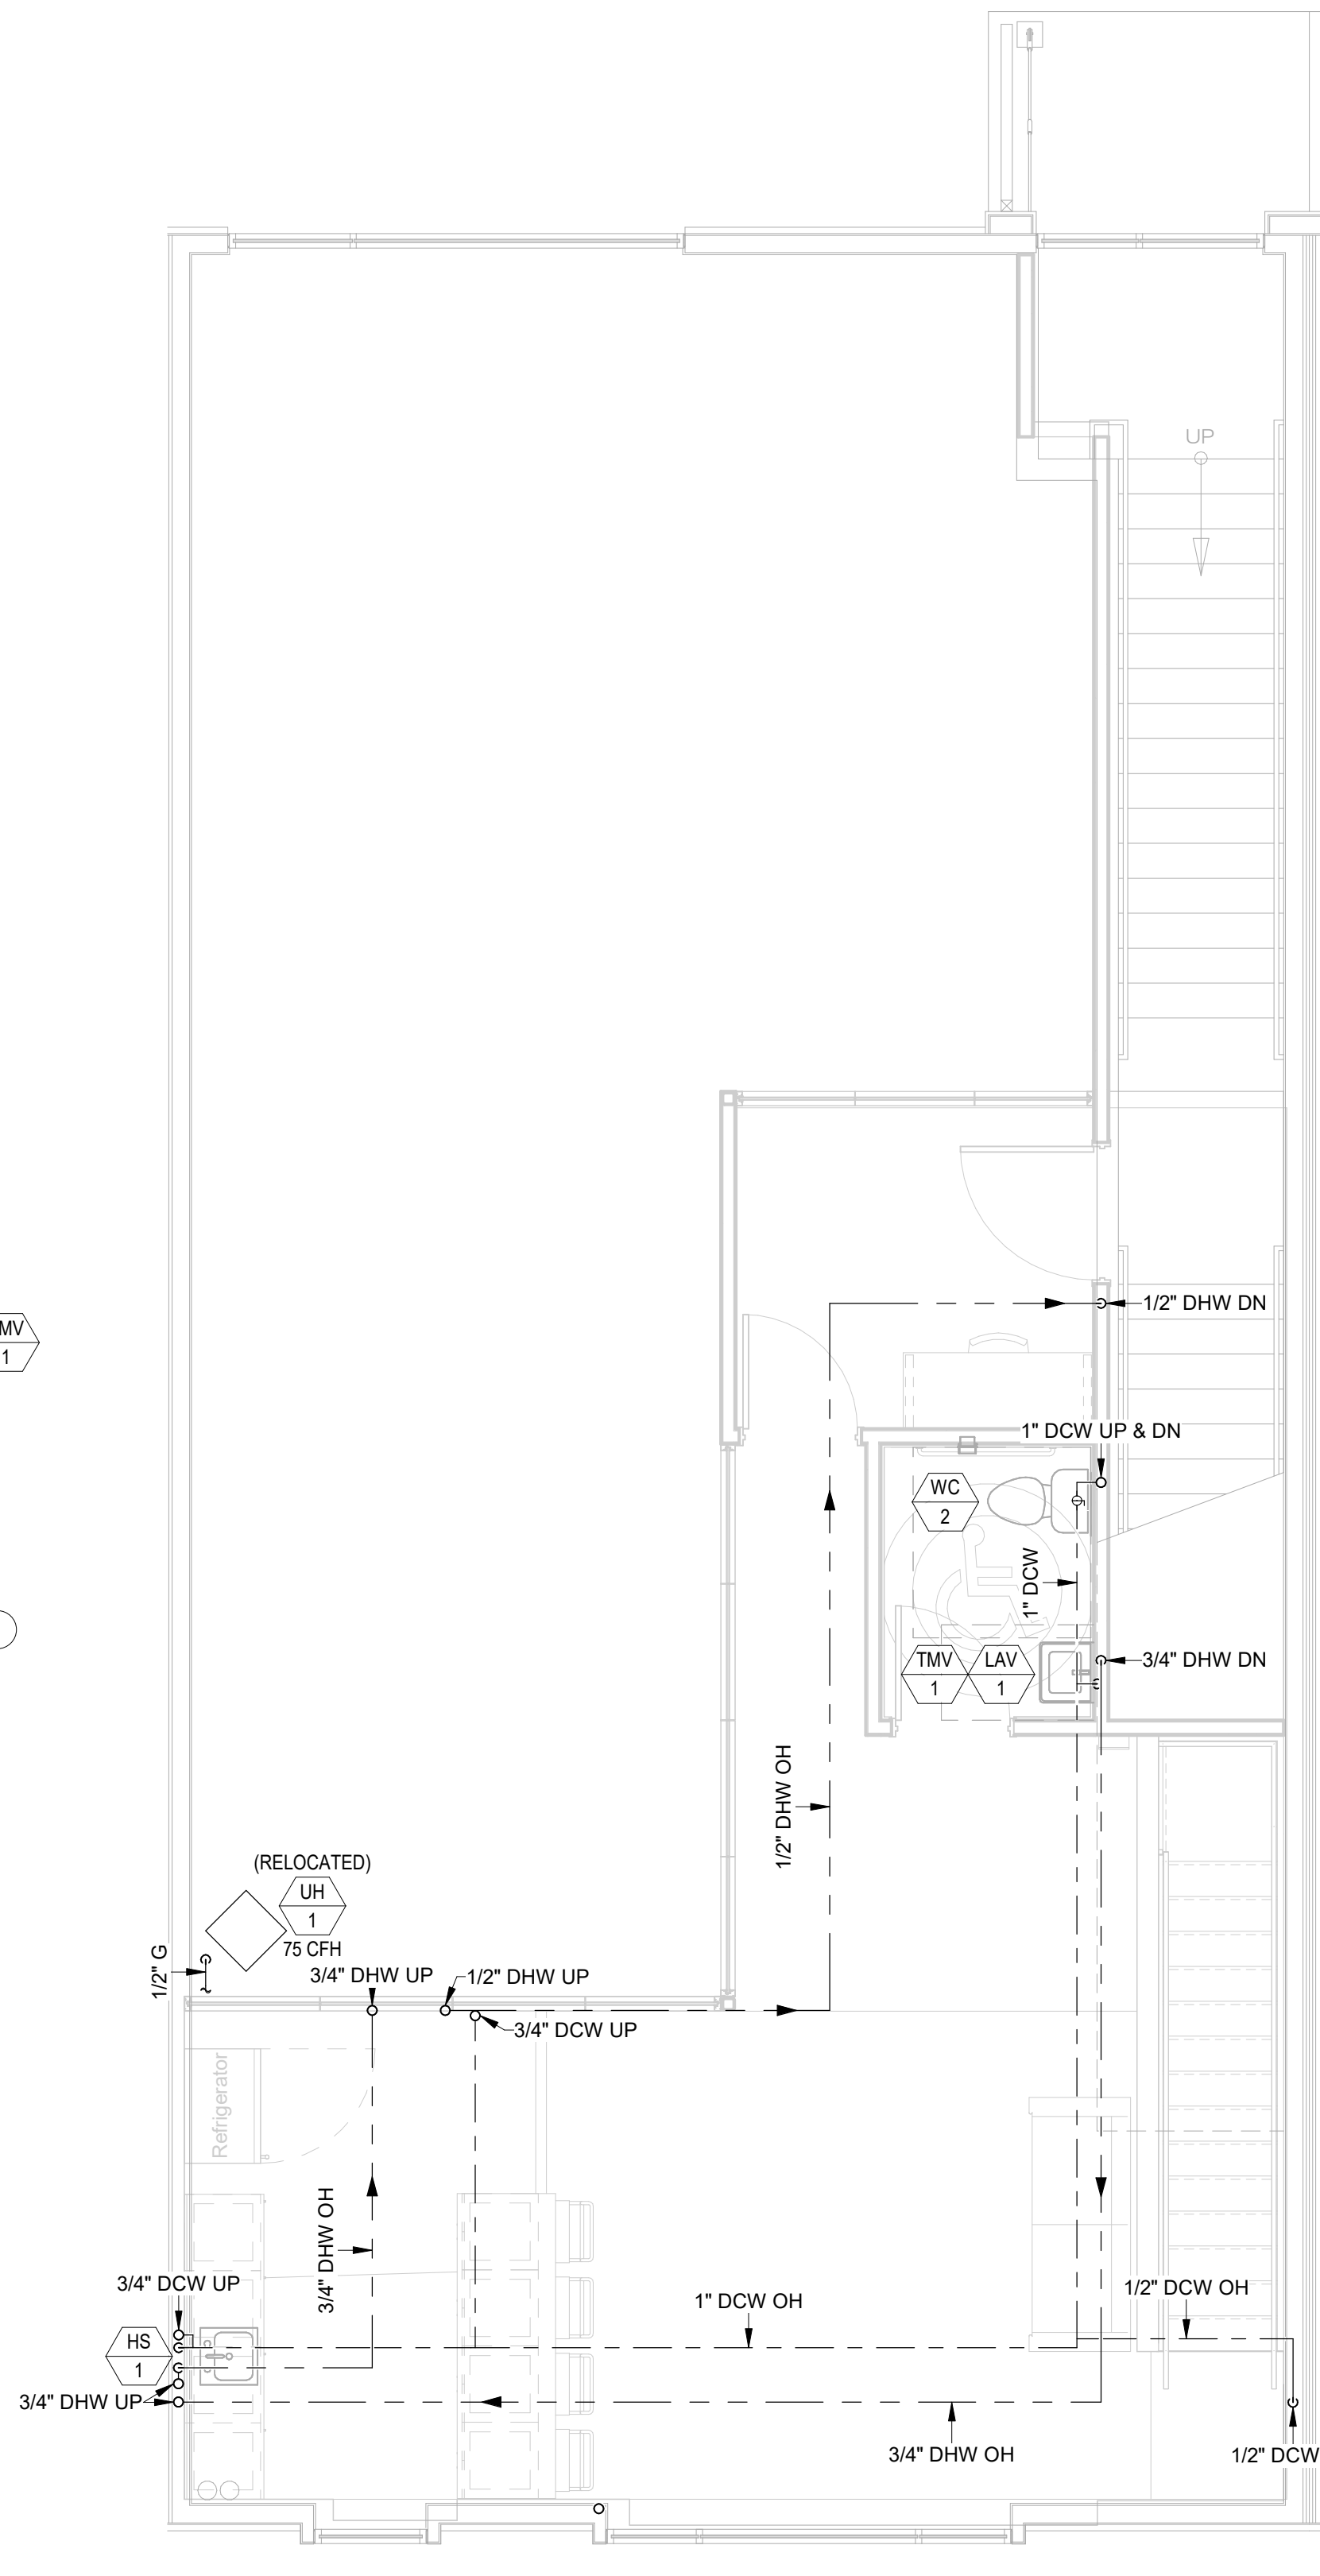 UP
MV
1
1/2" DHW DN
1" DCW UP & DN
WC
2
1" DCW
TMV
1
LAV
1
3/4" DHW DN
1/2" DHW OH
(RELOCATED)
UH
1
75 CFH
1/2" G
3/4" DHW UP
1/2" DHW UP
3/4" DCW UP
Refrigerator
3/4" DHW OH
3/4" DCW UP
1/2" DCW OH
1" DCW OH
HS
1
3/4" DHW UP
3/4" DHW OH
1/2" DCW